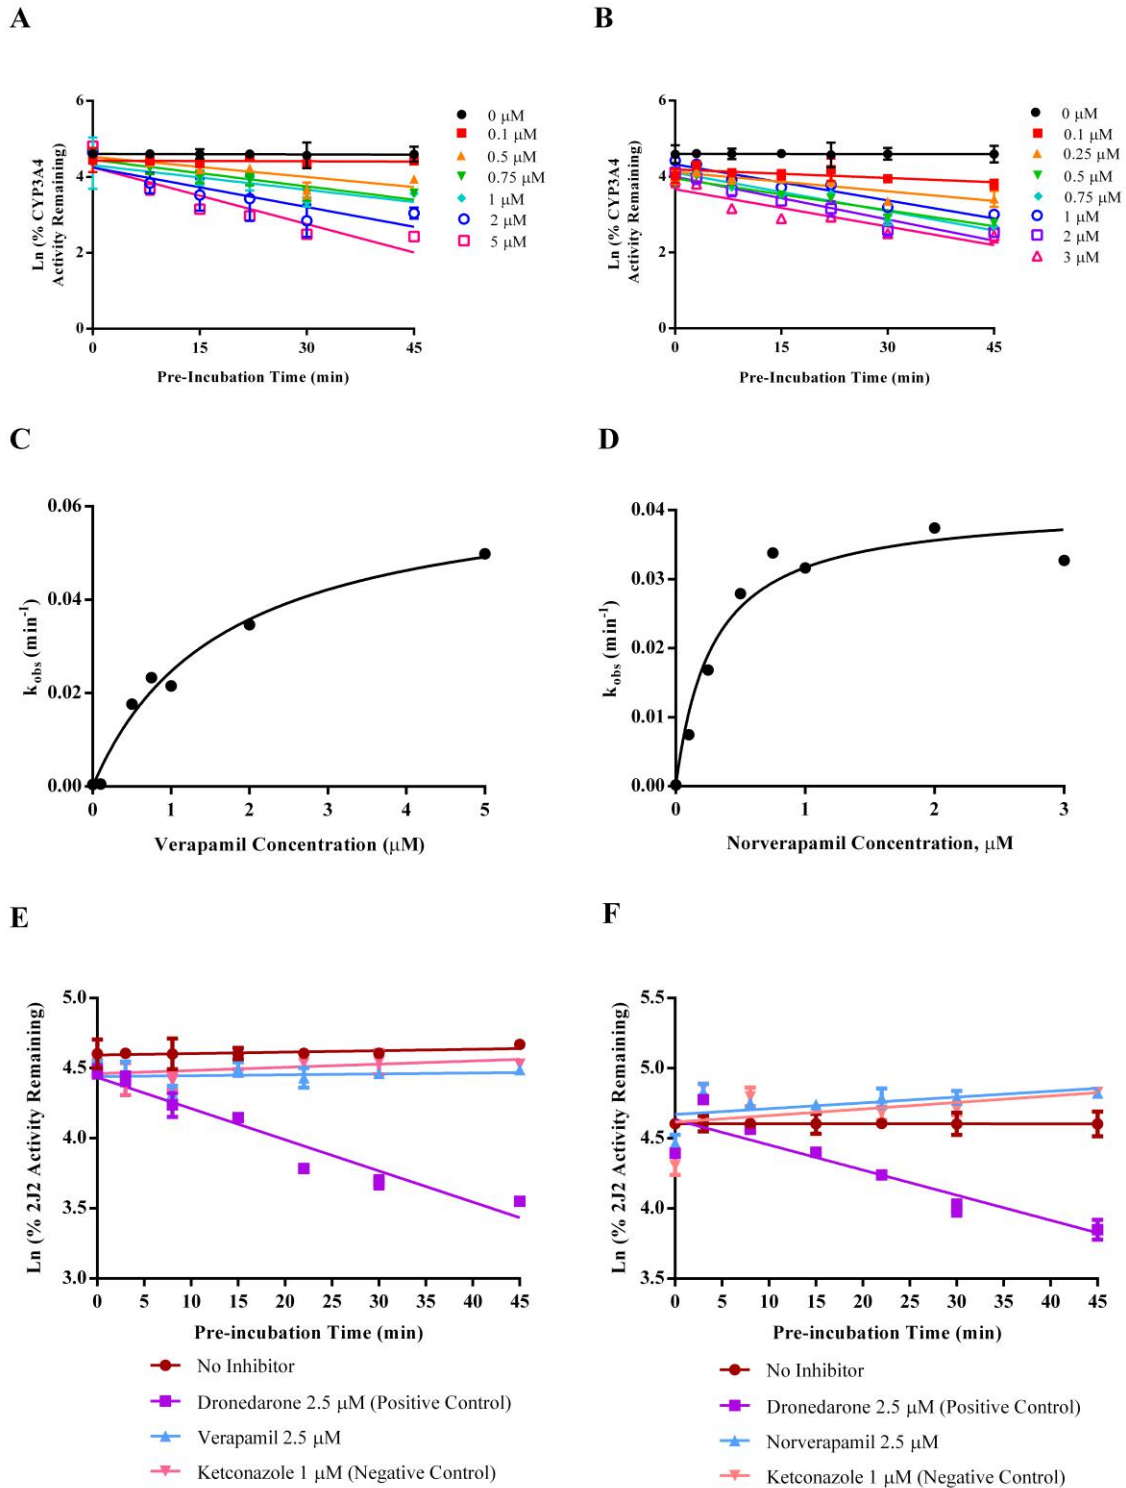 A
B
Ln (% CYP3A4
Activity Remaining)
6
4
2
0
0
15
30
45
Pre-Incubation Time (min)
0 μM
0.1 μM
0.5 μM
0.75 μM
1 μM
2 μM
5 μM
Ln (% CYP3A4
Activity Remaining)
6
4
2
0
0
15
30
45
Pre-Incubation Time (min)
0 μM
0.1 μM
0.25 μM
0.5 μM
0.75 μM
1 μM
2 μM
3 μM
C
D
kobs (min-1)
0.06
0.04
0.02
0.00
0
1
2
3
4
5
Verapamil Concentration (μM)
kobs (min-1)
0.04
0.03
0.02
0.01
0.00
0
1
2
3
Norverapamil Concentration, μM
E
F
Ln (% 2J2 Activity Remaining)
5.0
4.5
4.0
3.5
3.0
0
5
10
15
20
25
30
35
40
45
Pre-incubation Time (min)
No Inhibitor
Dronedarone 2.5 μM (Positive Control)
Verapamil 2.5 μM
Ketconazole 1 μM (Negative Control)
Ln (% 2J2 Activity Remaining)
5.5
5.0
4.5
4.0
3.5
0
5
10
15
20
25
30
35
40
45
Pre-incubation Time (min)
No Inhibitor
Dronedarone 2.5 μM (Positive Control)
Norverapamil 2.5 μM
Ketconazole 1 μM (Negative Control)